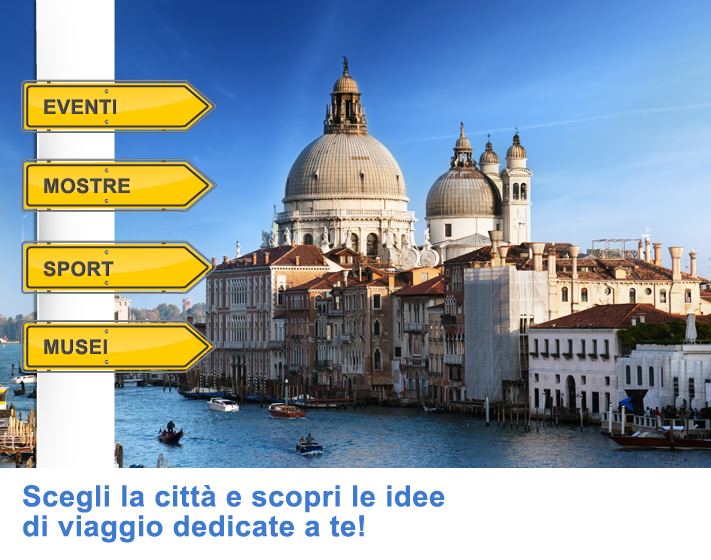 EVENTI
MOSTRE
SPORT
MUSEI
Scegli la città e scopri le idee
di viaggio dedicate a te!